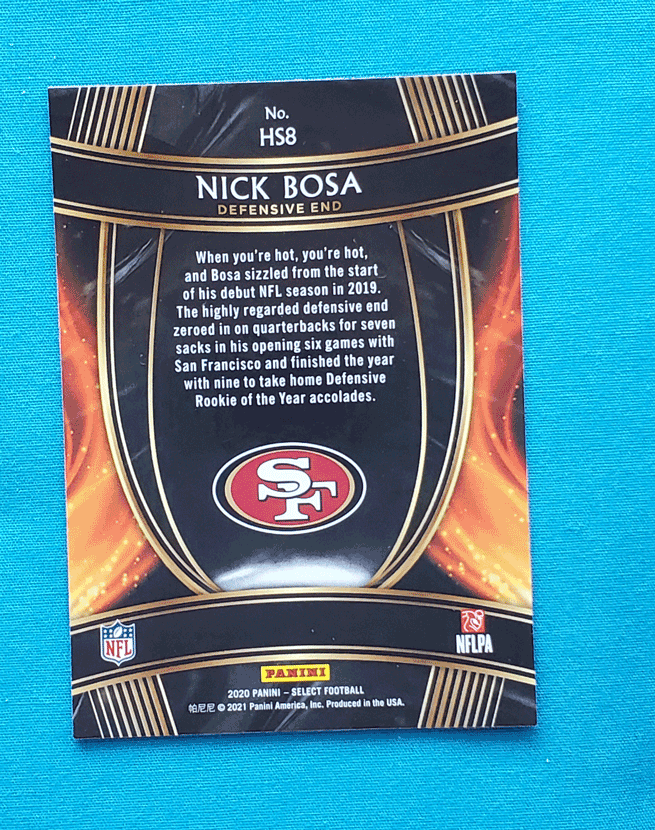 No.
HS8
NICK BOSA
DEFENSIVE END
When you're hot, you're hot,
and Bosa sizzled from the start
of his debut NFL season in 2019.
The highly regarded defensive end
zeroed in on quarterbacks for seven
sacks in his opening six games with
San Francisco and finished the year
with nine to take home Defensive
Rookie of the Year accolades.
SF
NFL
NFLPA
PANINI
2020 PANINI – SELECT FOOTBALL
帕尼尼 © 2021 Panini America, Inc. Produced in the USA.